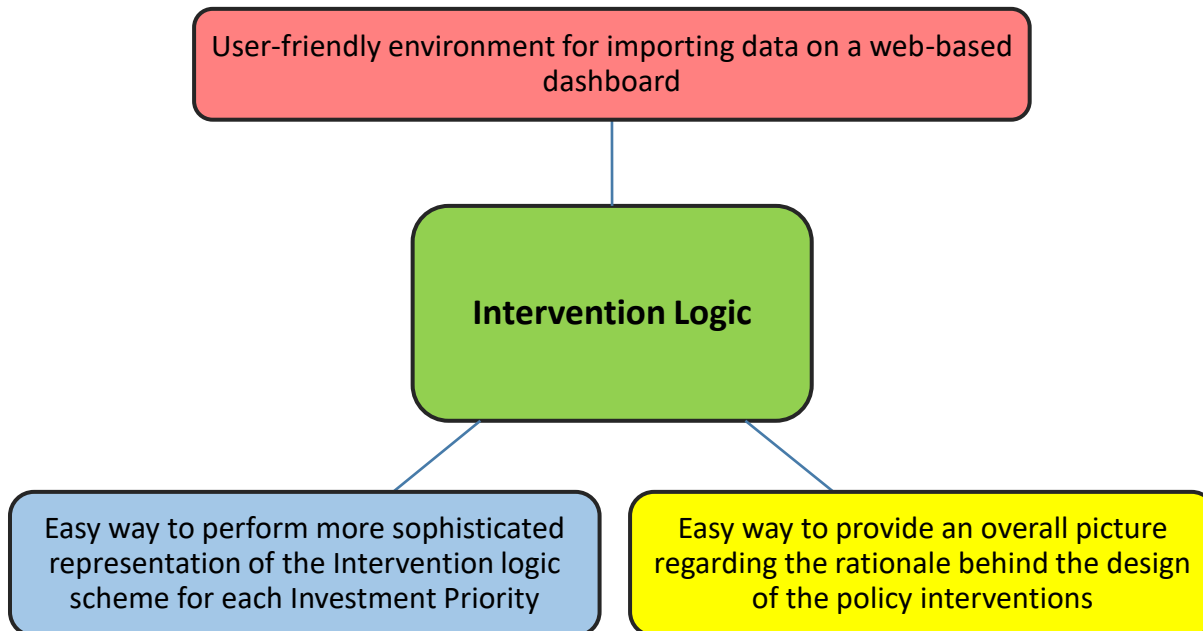 User-friendly environment for importing data on a web-based
dashboard
Intervention Logic
Easy way to perform more sophisticated
representation of the Intervention logic
scheme for each Investment Priority
Easy way to provide an overall picture
regarding the rationale behind the design
of the policy interventions